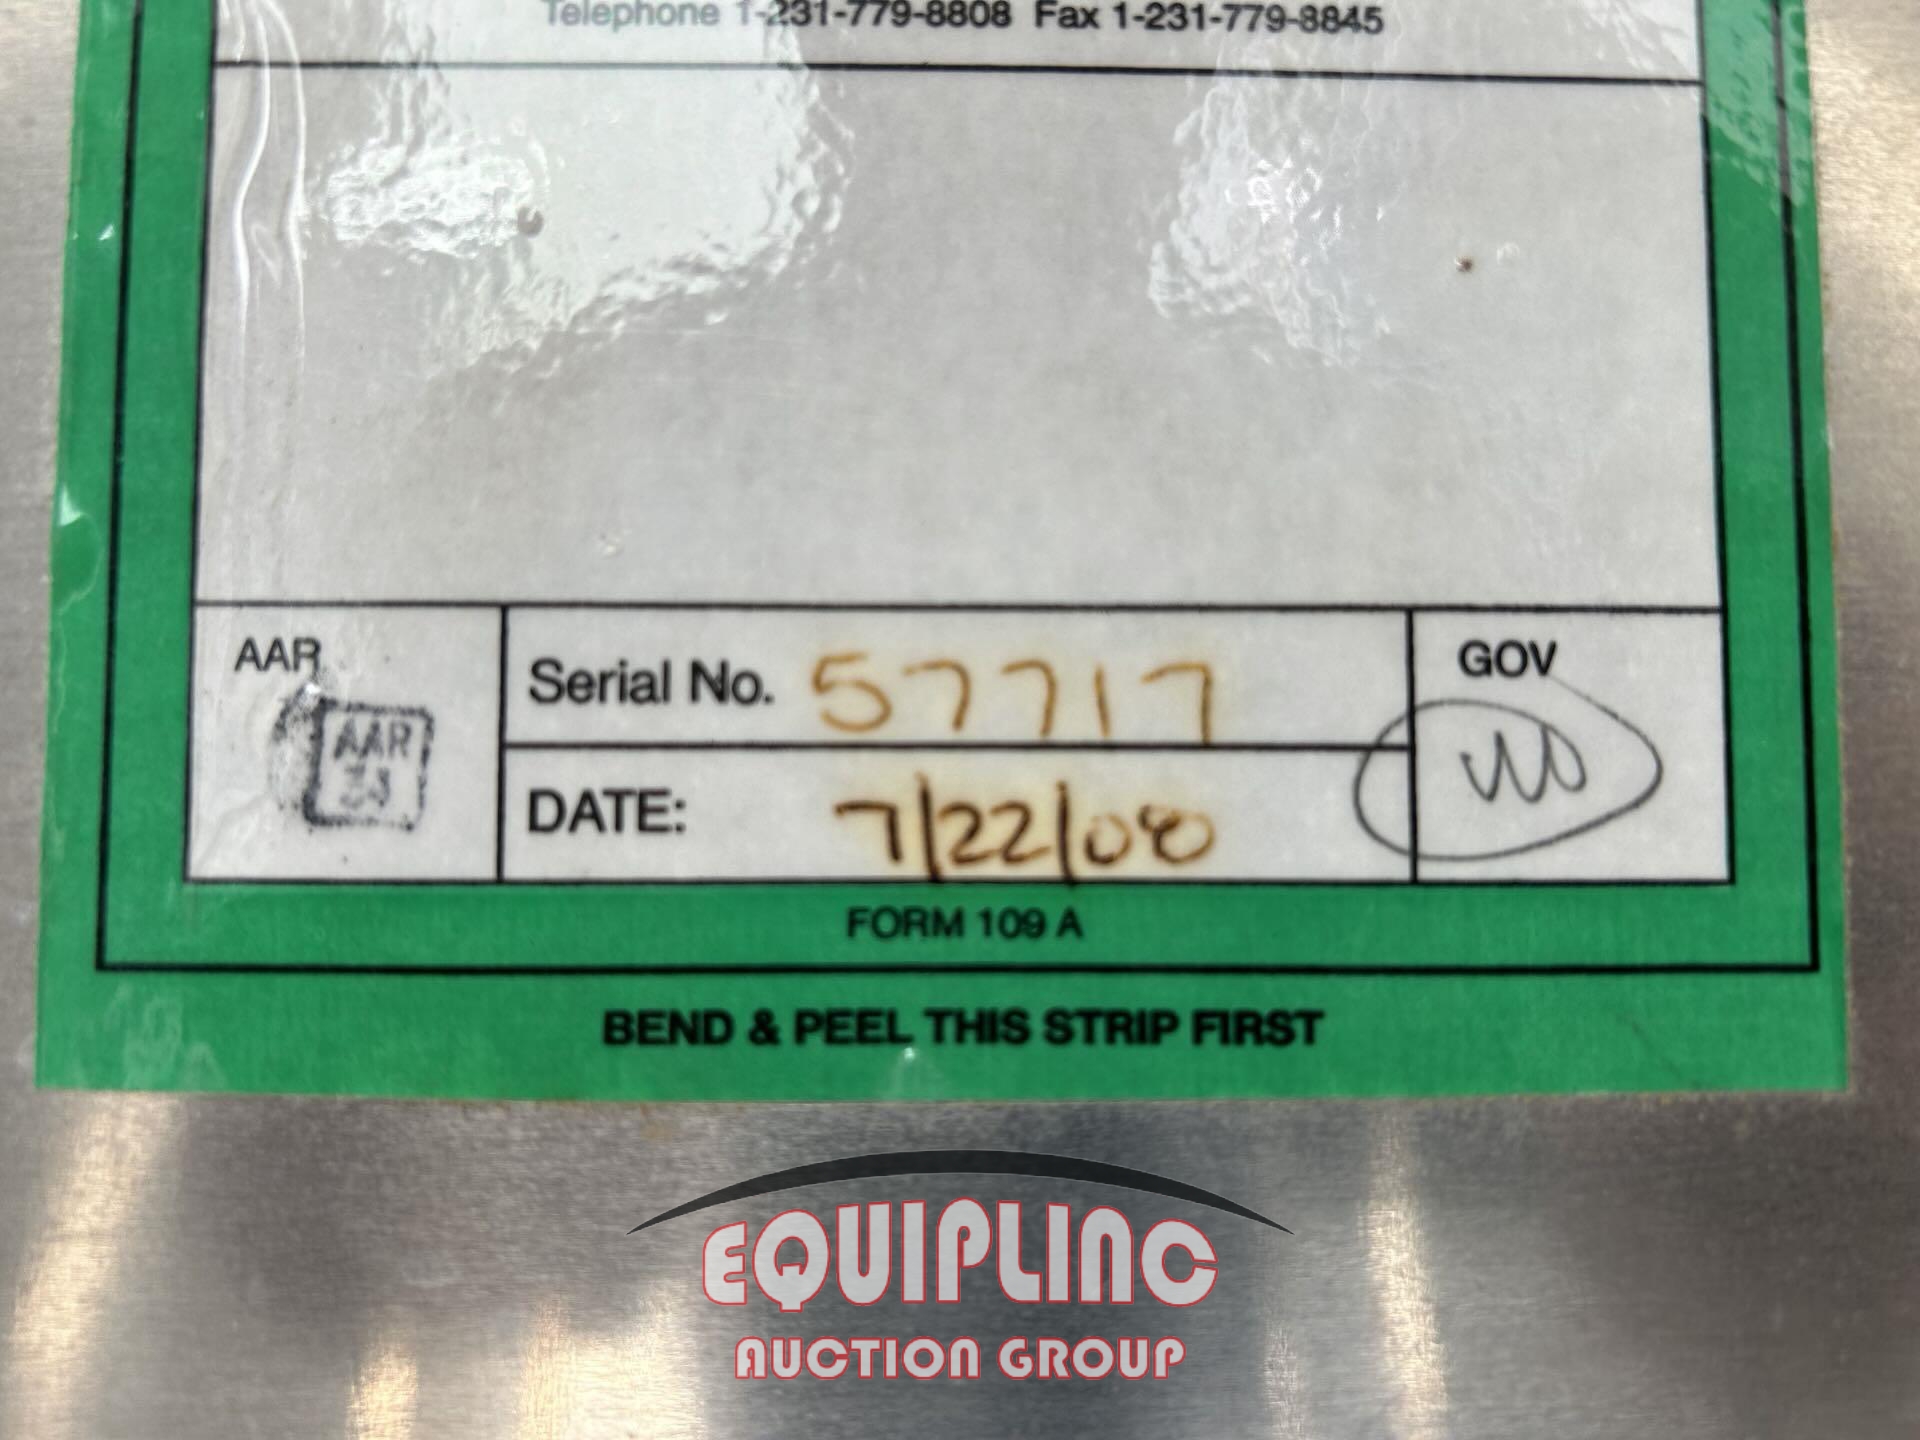 Telephone 1-231-779-8808 Fax 1-231-779-8845
AAR
AAR
Serial No. 57717
DATE: 7/22/08
GOV
FORM 109 A
BEND & PEEL THIS STRIP FIRST
EQUIPLINC
AUCTION GROUP